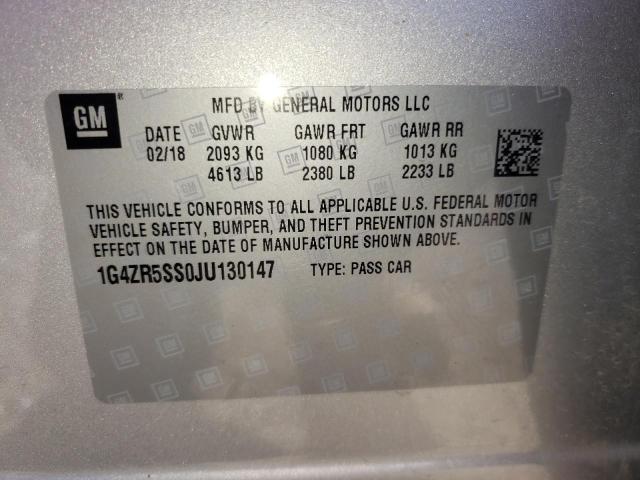 GM ® MFD BY GENERAL MOTORS LLC
DATE GVWR GAWR FRT GAWR RR
02/18 2093 KG 1080 KG 1013 KG
4613 LB 2380 LB 2233 LB
THIS VEHICLE CONFORMS TO ALL APPLICABLE U.S. FEDERAL MOTOR
VEHICLE SAFETY, BUMPER, AND THEFT PREVENTION STANDARDS IN
EFFECT ON THE DATE OF MANUFACTURE SHOWN ABOVE.
1G4ZR5SS0JU130147 TYPE: PASS CAR